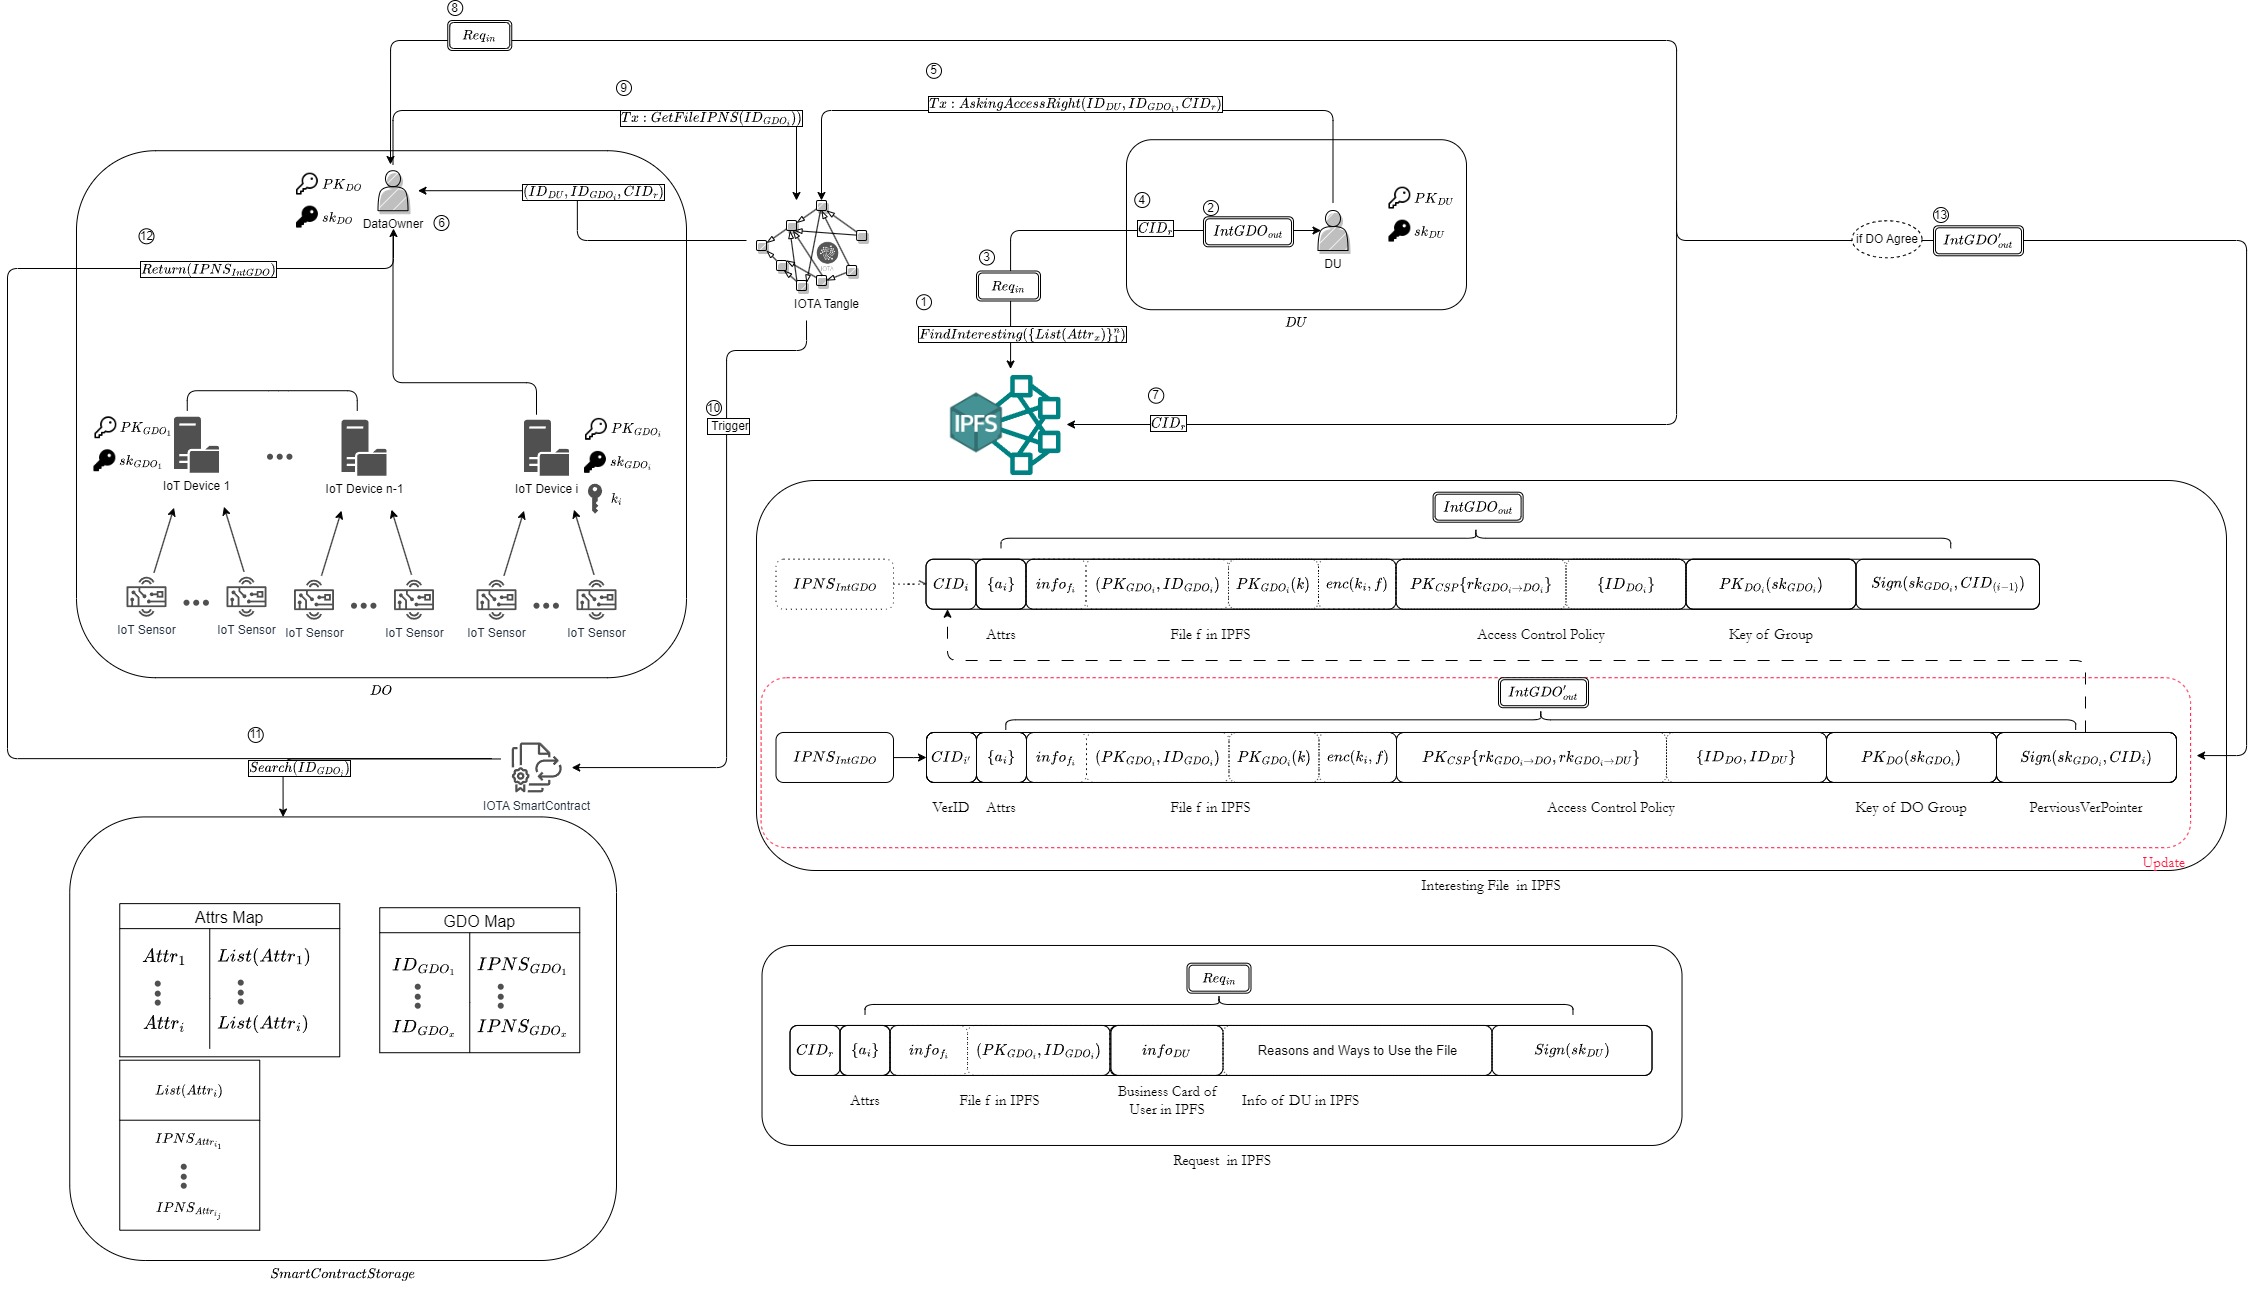 ⑧
Req_{in}
⑨
Tx : GetFileIPNS(ID_{GDO_i})
⑤
Tx : AskingAccessRight(ID_{DU}, ID_{GDO_i}, CID_r)
PK_{DO}
sk_{DO}
DataOwner
⑥
(ID_{DU}, ID_{GDO_i}, CID_r)
⑫
Return(IPNS_{IntGDO})
IOTA
IOTA Tangle
④
CID_r
②
IntGDO_{out}
③
Req_{in}
①
FindInteresting({List(Attr_x)}_1^n)
PK_{DU}
sk_{DU}
DU
DU
if DO Agree
⑬
IntGDO'_{out}
⑦
CID_r
IPFS
⑩
Trigger
PK_{GDO_1}
sk_{GDO_1}
IoT Device 1
IoT Device n-1
IoT Device i
PK_{GDO_i}
sk_{GDO_i}
k_i
IoT Sensor
IoT Sensor
IoT Sensor
IoT Sensor
IoT Sensor
IoT Sensor
DO
⑪
Search(ID_{GDO_i})
IOTA SmartContract
IntGDO_{out}
IPNS_{IntGDO}
CID_i
{a_i}
info_{f_i}
(PK_{GDO_i}, ID_{GDO_i})
PK_{GDO_i}(k)
enc(k_i, f)
PK_{CSP}{rk_{GDO_i→DO_i}}
{ID_{DO_i}}
PK_{DO_i}(sk_{GDO_i})
Sign(sk_{GDO_i}, CID_{(i−1)})
Attrs
File f in IPFS
Access Control Policy
Key of Group
IntGDO'_{out}
IPNS_{IntGDO}
CID_{i'}
{a_i}
info_{f_i}
(PK_{GDO_i}, ID_{GDO_i})
PK_{GDO_i}(k)
enc(k_i, f)
PK_{CSP}{rk_{GDO_i→DO}, rk_{GDO_i→DU}}
{ID_{DO}, ID_{DU}}
PK_{DO}(sk_{GDO_i})
Sign(sk_{GDO_i}, CID_i)
VerID
Attrs
File f in IPFS
Access Control Policy
Key of DO Group
PerviousVerPointer
Update
Interesting File in IPFS
Attrs Map
Attr_1
List(Attr_1)
Attr_i
List(Attr_i)
GDO Map
ID_{GDO_1}
IPNS_{GDO_1}
ID_{GDO_x}
IPNS_{GDO_x}
List(Attr_i)
IPNS_{Attr_{i_1}}
IPNS_{Attr_{i_j}}
SmartContractStorage
Req_{in}
CID_r
{a_i}
info_{f_i}
(PK_{GDO_i}, ID_{GDO_i})
info_{DU}
Reasons and Ways to Use the File
Sign(sk_{DU})
Attrs
File f in IPFS
Business Card of
User in IPFS
Info of DU in IPFS
Request in IPFS